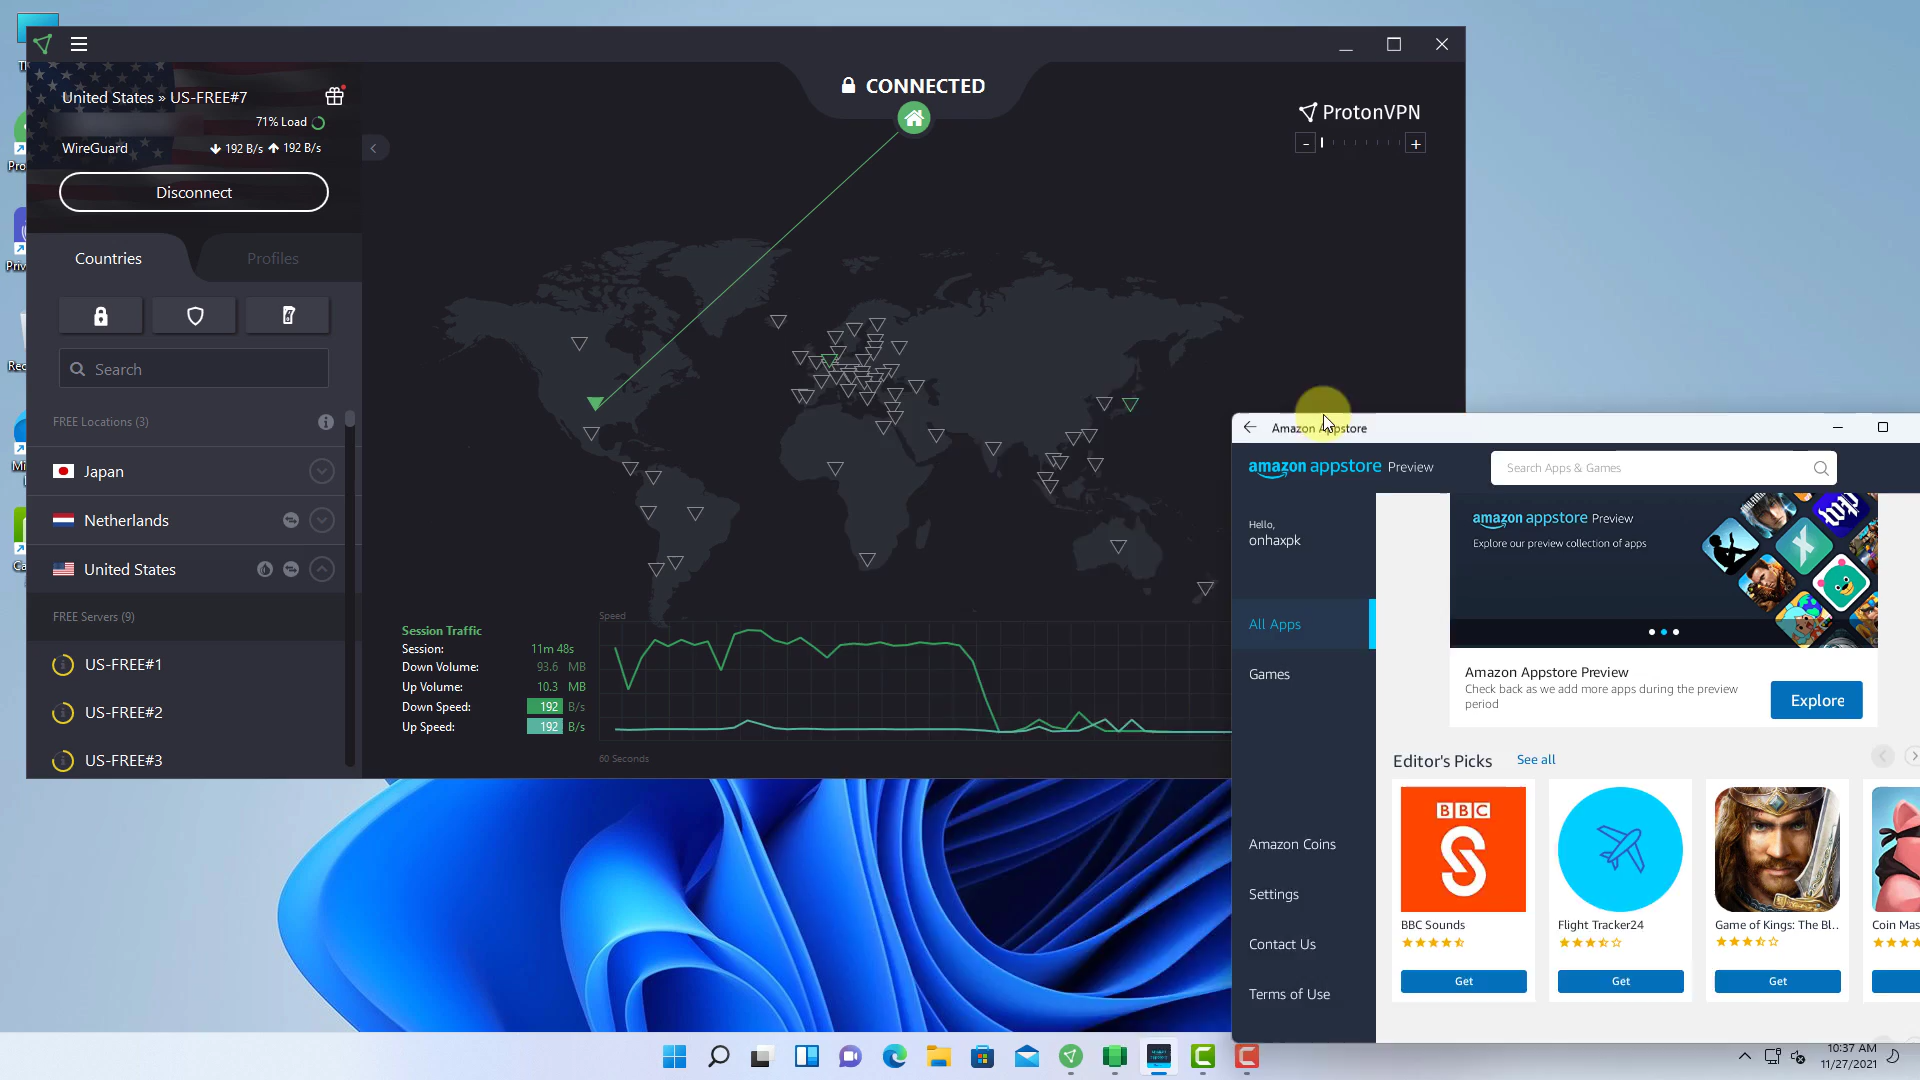 CONNECTED
United States » US-FREE#7
71% Load
WireGuard
192 B/s
192 B/s
Disconnect
ProtonVPN
-
+
Countries
Profiles
Search
FREE Locations (3)
Japan
Netherlands
United States
FREE Servers (9)
US-FREE#1
US-FREE#2
US-FREE#3
Session Traffic
Session: 11m 48s
Down Volume: 93.6 MB
Up Volume: 10.3 MB
Down Speed: 192 B/s
Up Speed: 192 B/s
Speed
60 Seconds
Amazon Appstore
amazon appstore Preview
Search Apps & Games
Hello,
onhaxpk
All Apps
Games
Amazon Coins
Settings
Contact Us
Terms of Use
amazon appstore Preview
Explore our preview collection of apps
Amazon Appstore Preview
Check back as we add more apps during the preview
period
Explore
Editor's Picks
See all
BBC
S
BBC Sounds
Get
Flight Tracker24
Get
Game of Kings: The Bl..
Get
Coin Mas
10:37 AM
11/27/2021